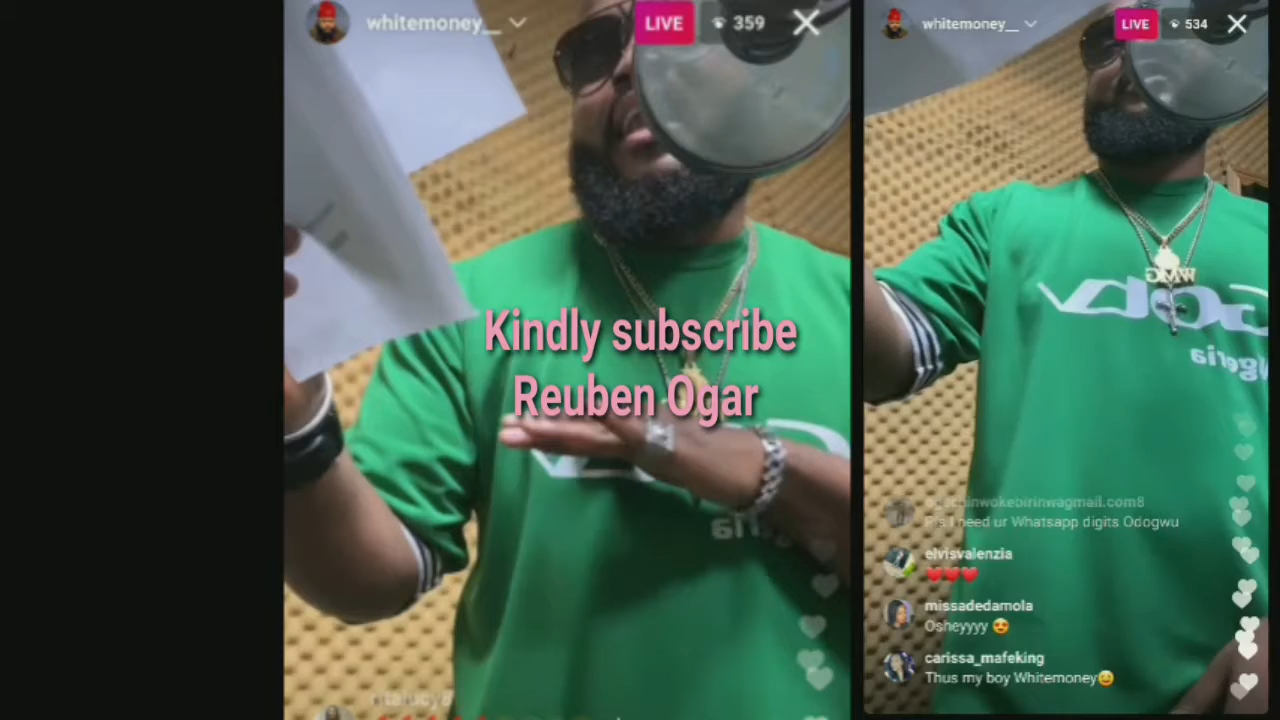 whitemoney__
LIVE
359
Kindly subscribe
Reuben Ogar
whitemoney__
LIVE
534
Pls I need ur Whatsapp digits Odogwu
elvisvalenzia
missadedamola
Osheyyyy 😍
carissa_mafeking
Thus my boy Whitemoney😅